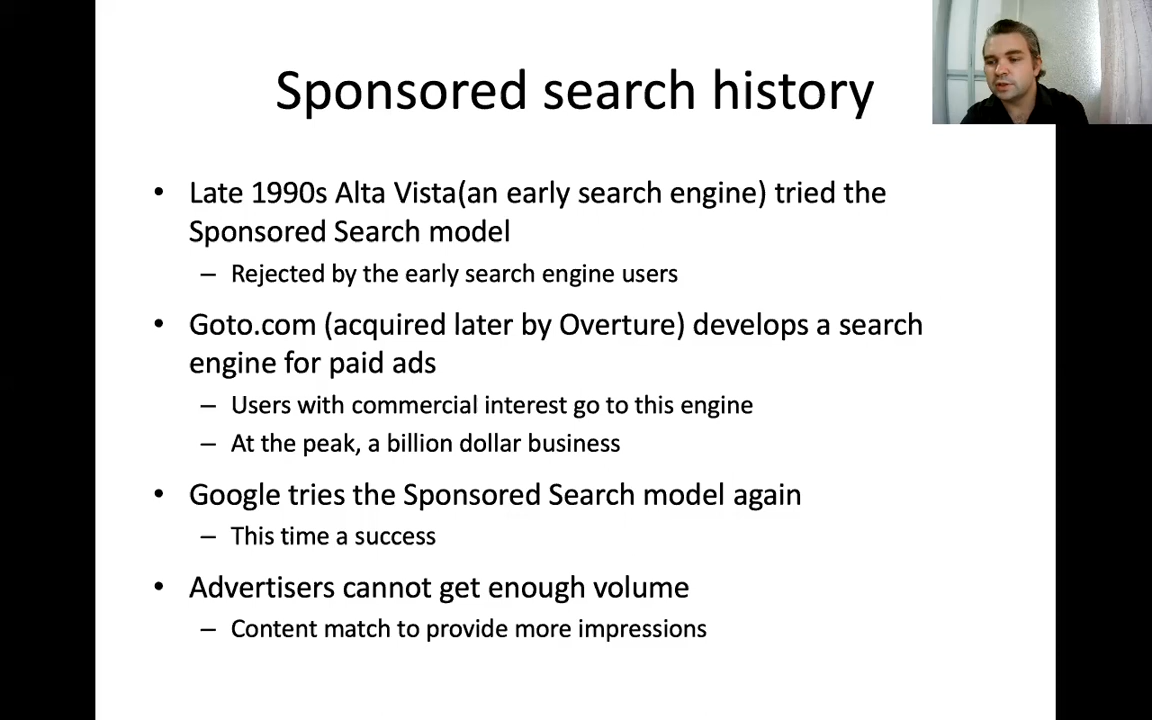 Sponsored search history
• Late 1990s Alta Vista(an early search engine) tried the
Sponsored Search model
– Rejected by the early search engine users
• Goto.com (acquired later by Overture) develops a search
engine for paid ads
– Users with commercial interest go to this engine
– At the peak, a billion dollar business
• Google tries the Sponsored Search model again
– This time a success
• Advertisers cannot get enough volume
– Content match to provide more impressions